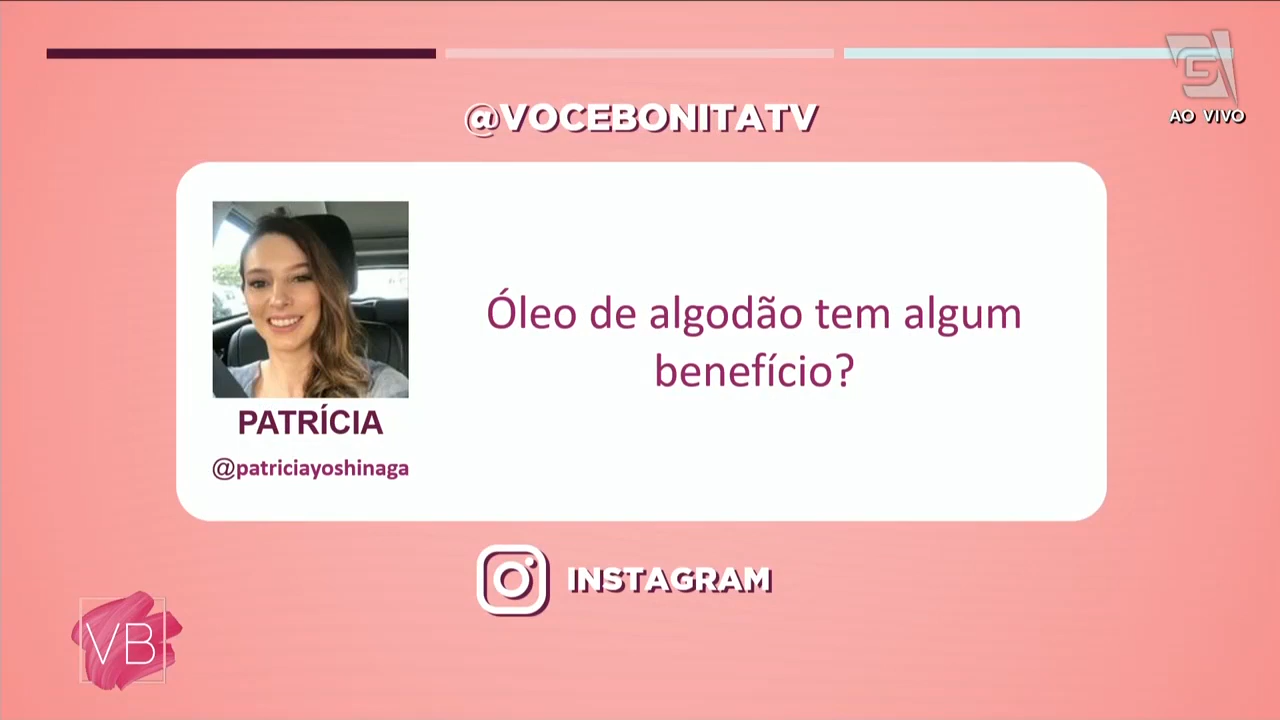 @VOCEBONITATV
AO VIVO
Óleo de algodão tem algum
benefício?
PATRÍCIA
@patriciayoshinaga
INSTAGRAM
VB